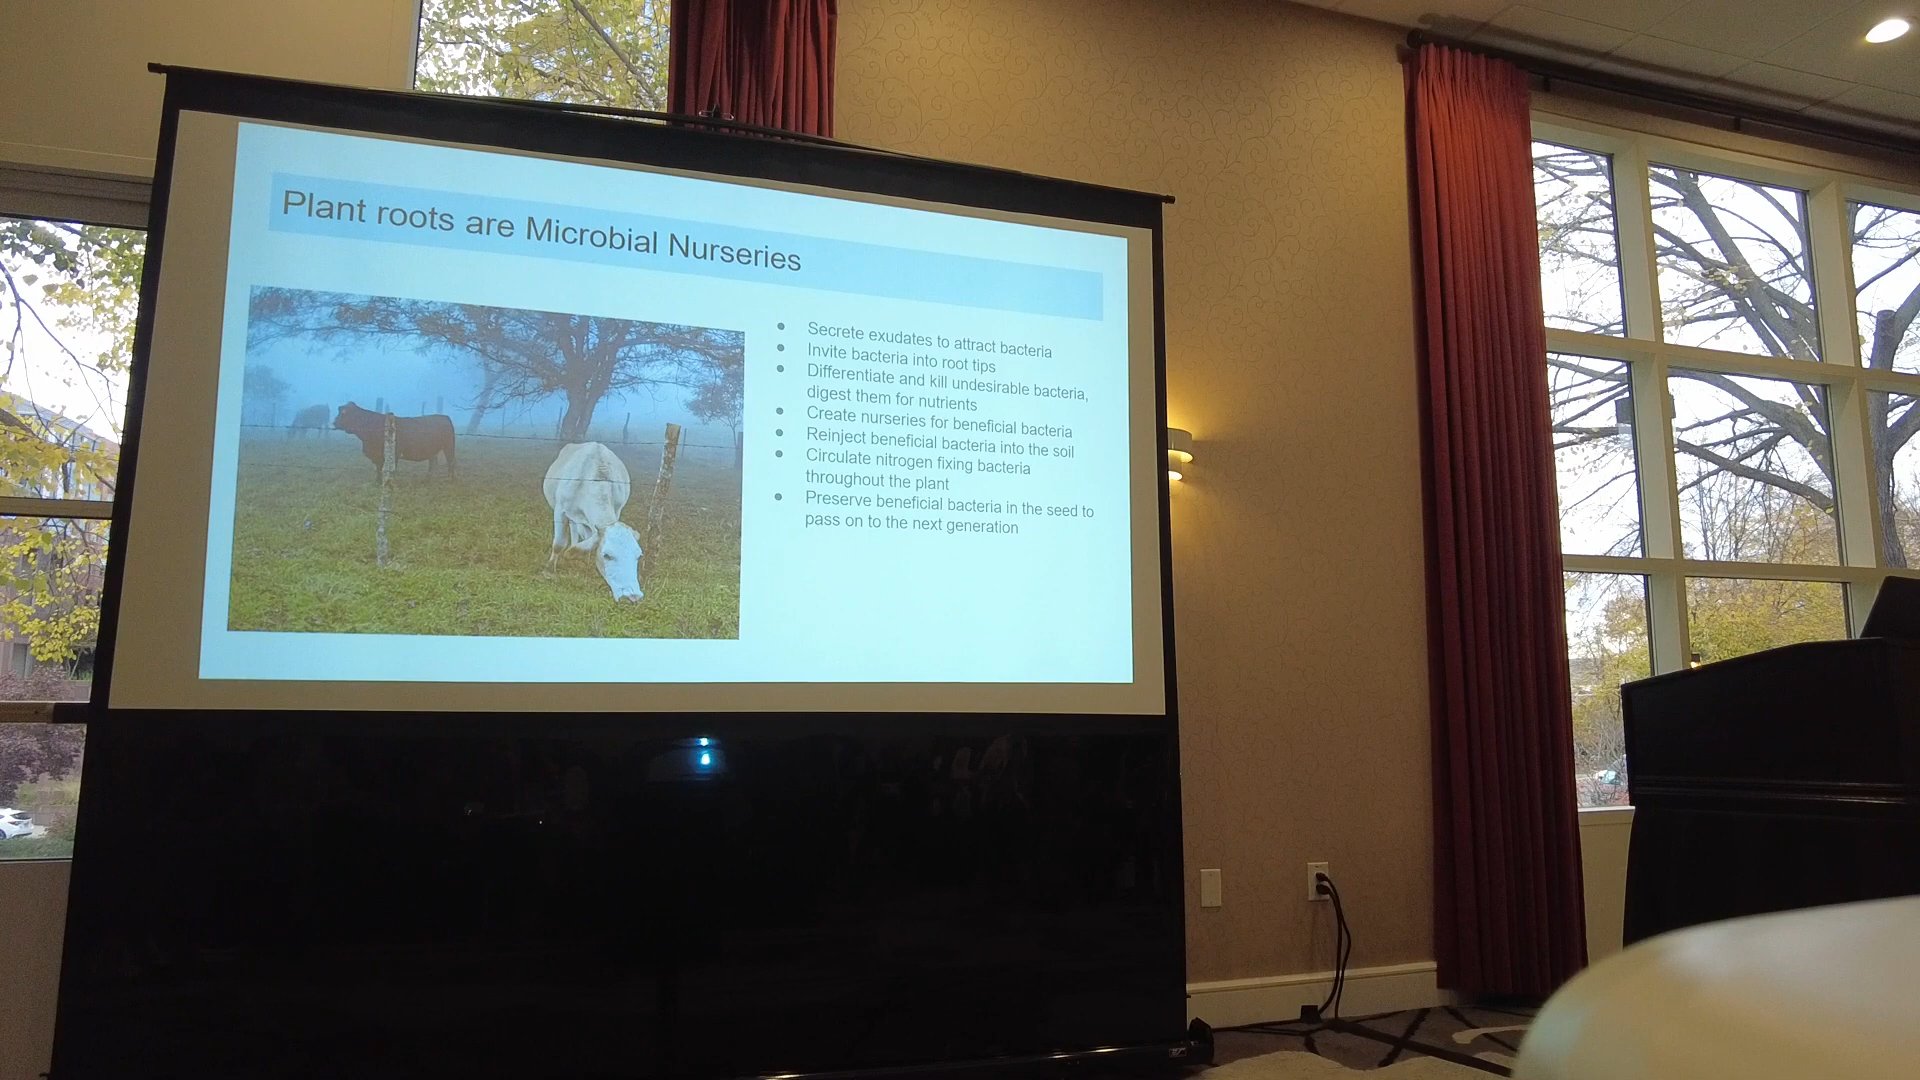 Plant roots are Microbial Nurseries
● Secrete exudates to attract bacteria
● Invite bacteria into root tips
● Differentiate and kill undesirable bacteria,
digest them for nutrients
● Create nurseries for beneficial bacteria
● Reinject beneficial bacteria into the soil
● Circulate nitrogen fixing bacteria
throughout the plant
● Preserve beneficial bacteria in the seed to
pass on to the next generation